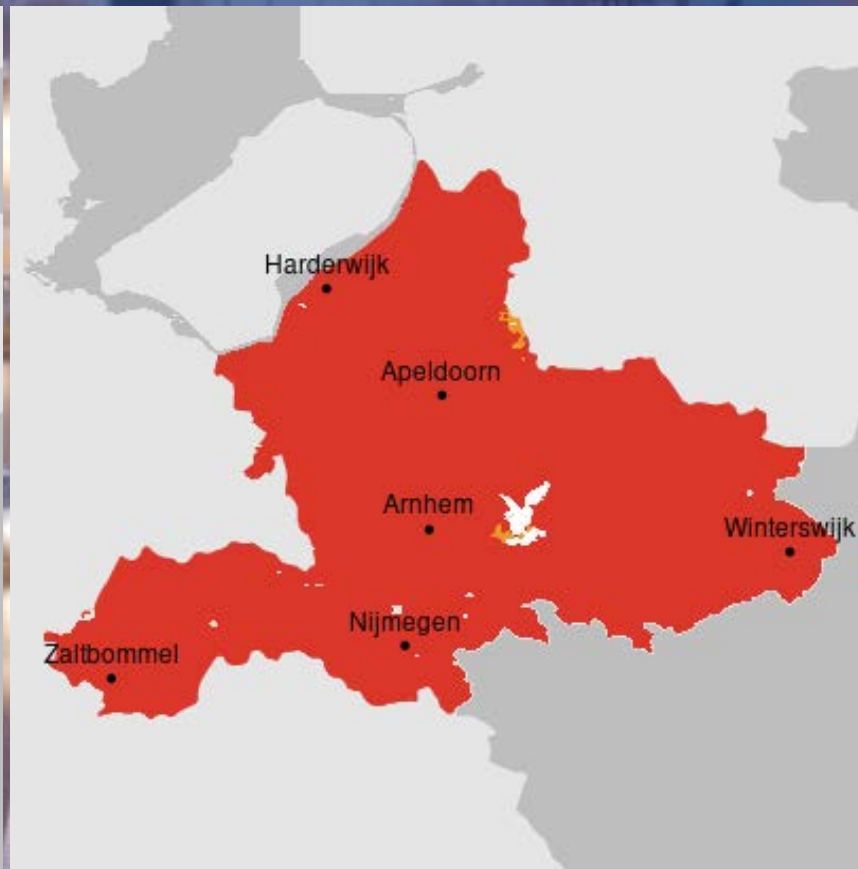 Harderwijk
Apeldoorn
Arnhem
Winterswijk
Nijmegen
Zaltbommel